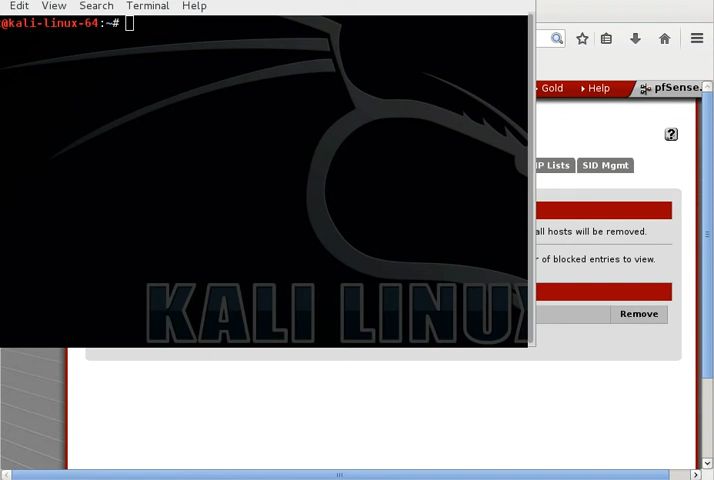 Edit View Search Terminal Help
@kali-linux-64:~#
Gold Help pfSense.
IP Lists SID Mgmt
all hosts will be removed.
r of blocked entries to view.
Remove
KALI LINUX